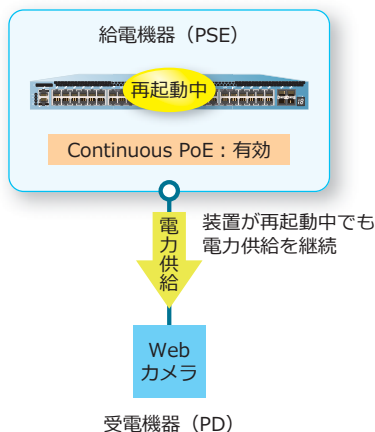 給電機器（PSE）
再起動中
Continuous PoE：有効
装置が再起動中でも
電力供給を継続
電力供給
Web
カメラ
受電機器（PD）